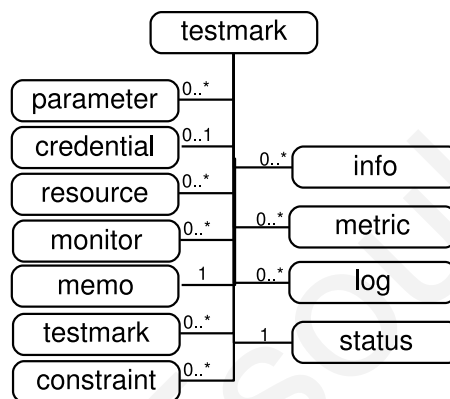 testmark
parameter 0..*
credential 0..1
0..* info
resource 0..*
0..* metric
monitor 0..*
memo 1
0..* log
testmark 0..*
1 status
constraint 0..*